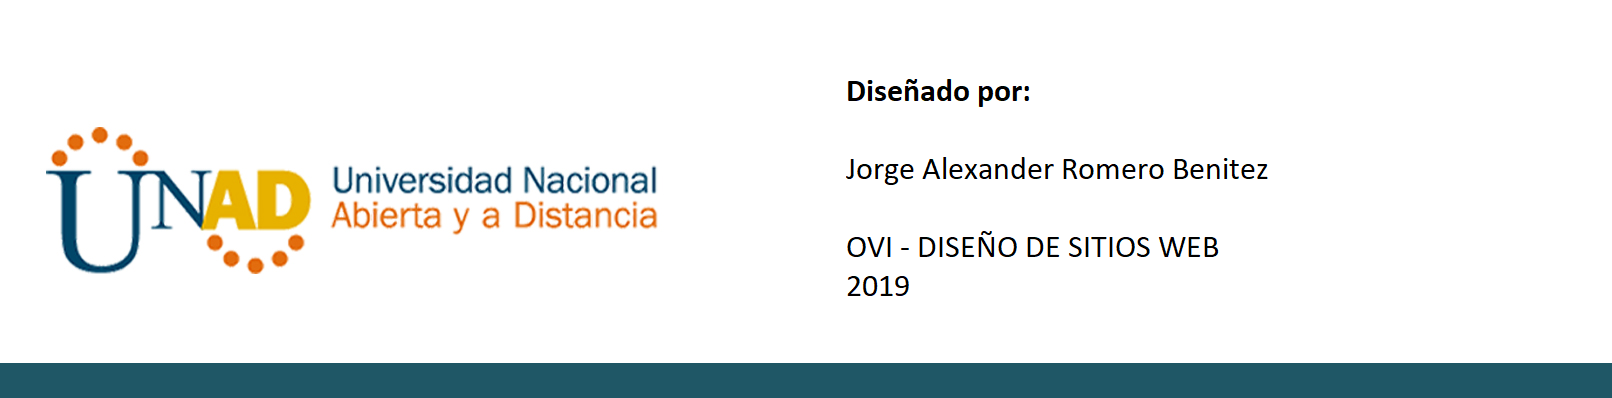 UNAD
Universidad Nacional
Abierta y a Distancia
Diseñado por:
Jorge Alexander Romero Benitez
OVI - DISEÑO DE SITIOS WEB
2019